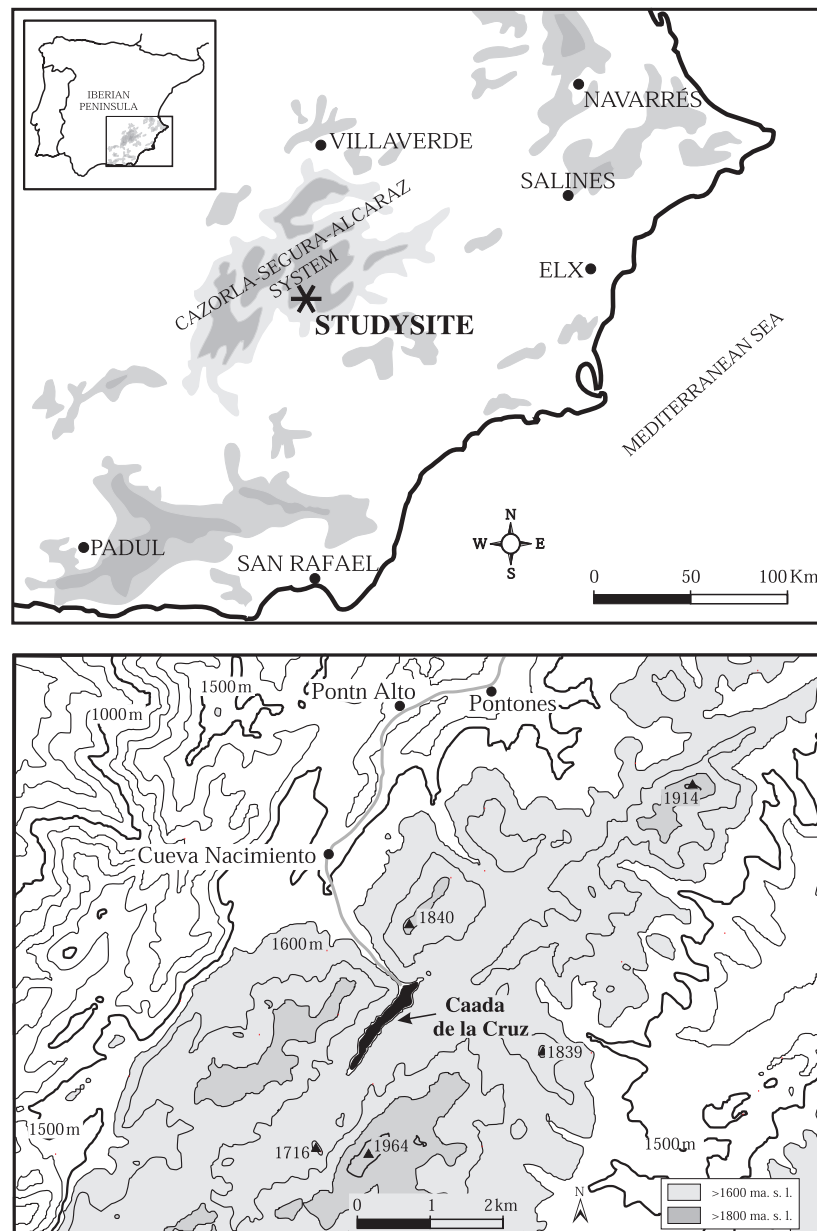 IBERIAN
PENINSULA
NAVARRÉS
VILLAVERDE
SALINES
CAZORLA-SEGURA-ALCARAZ
SYSTEM
ELX
STUDYSITE
MEDITERRANEAN SEA
N
W E
S
PADUL
SAN RAFAEL
0 50 100 Km
1500m
Pontn Alto
Pontones
1000m
1914
Cueva Nacimiento
1840
1600m
Caada
de la Cruz
1839
1500m
1500m
1716
1964
N
0 1 2km
>1600 ma. s. l.
>1800 ma. s. l.